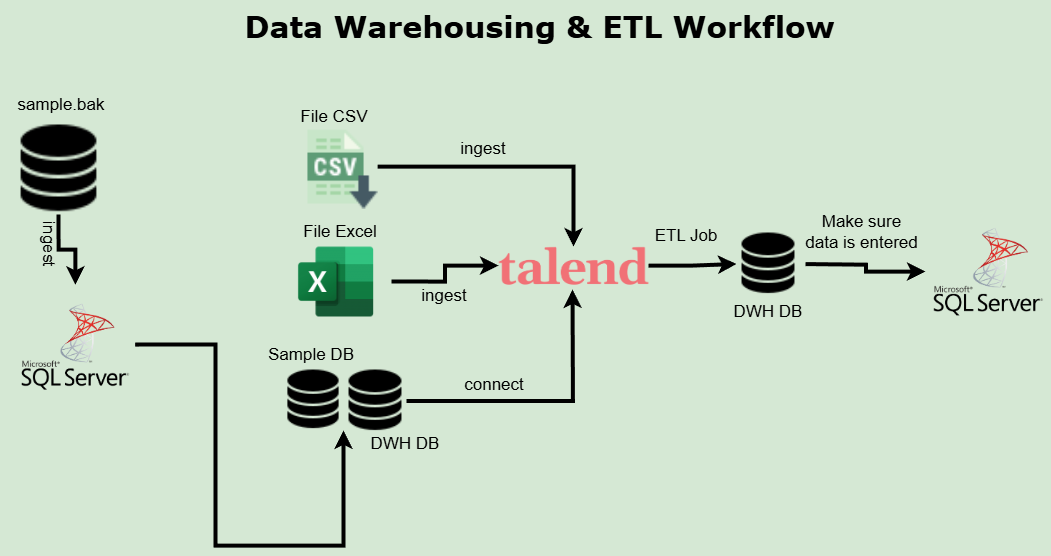 Data Warehousing & ETL Workflow
sample.bak
ingest
Microsoft®
SQL Server®
File CSV
CSV
ingest
File Excel
X
ingest
Sample DB
DWH DB
connect
talend
ETL Job
DWH DB
Make sure
data is entered
Microsoft®
SQL Server®